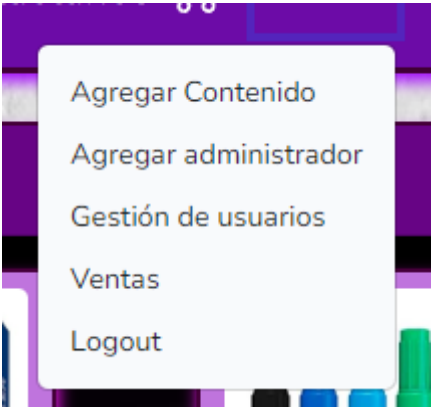 Agregar Contenido
Agregar administrador
Gestión de usuarios
Ventas
Logout